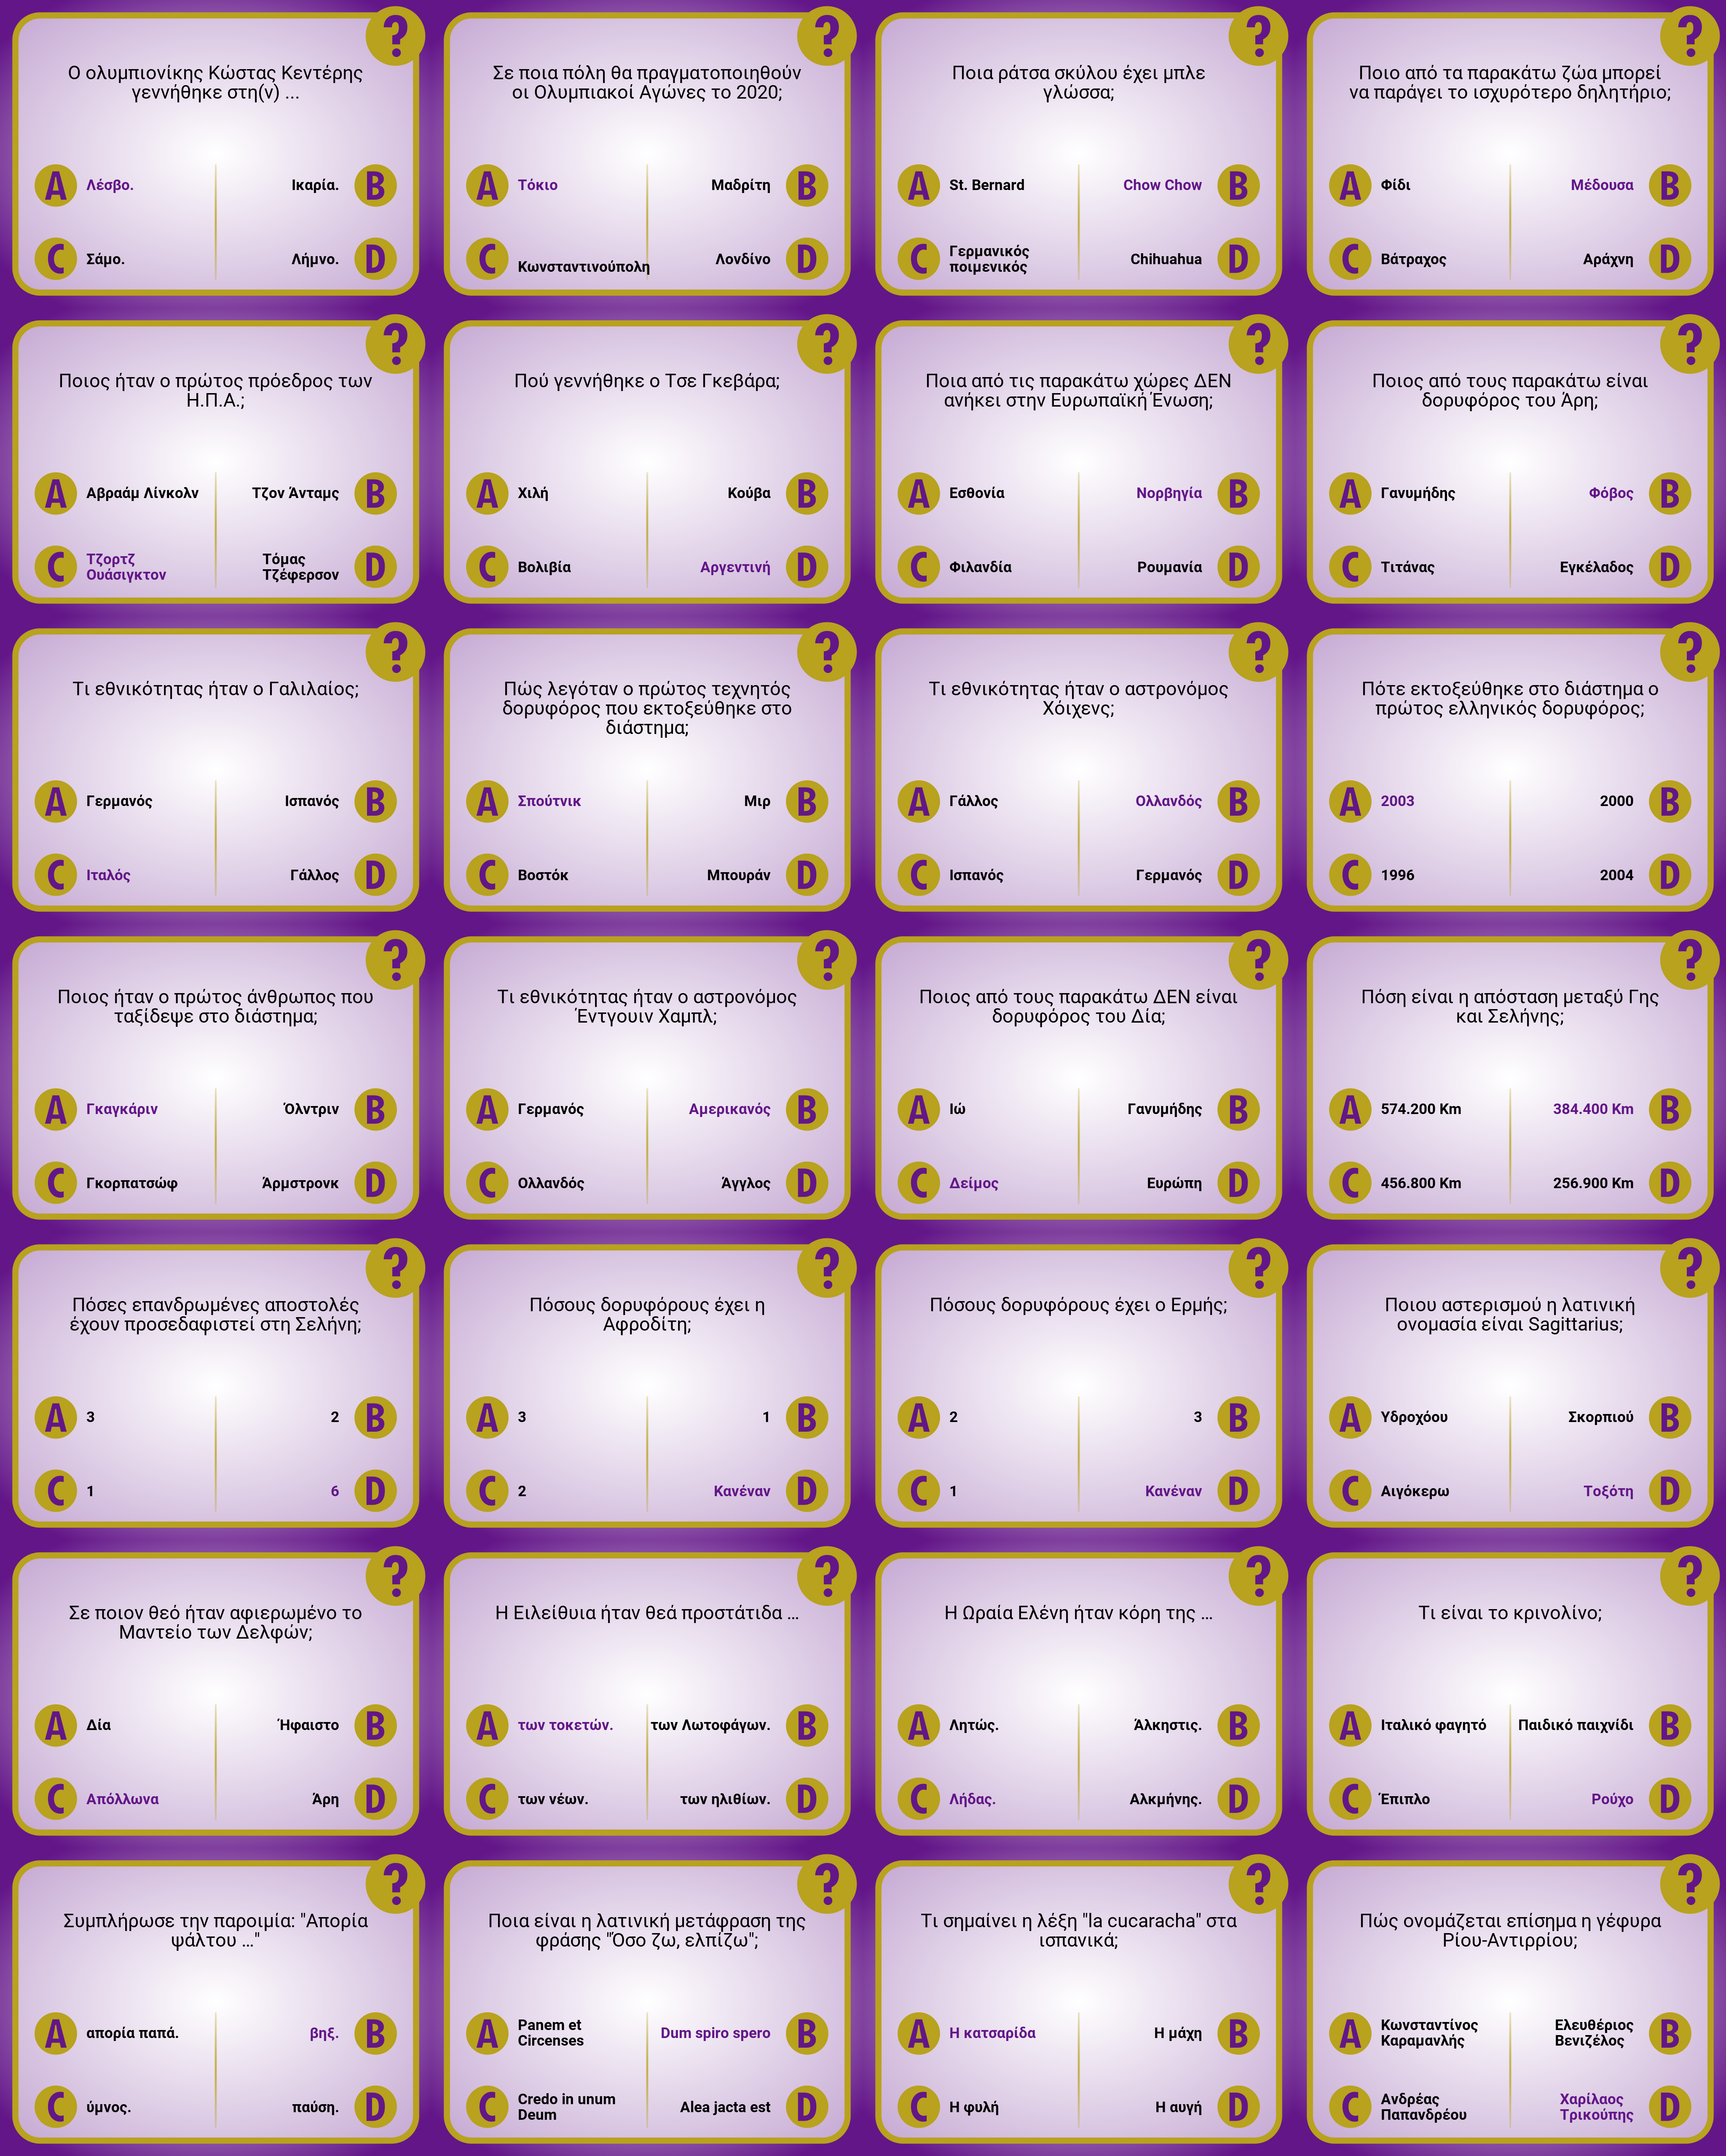 ?
Ο ολυμπιονίκης Κώστας Κεντέρης
γεννήθηκε στη(ν) ...
A Λέσβο.
Ικαρία. B
C Σάμο.
Λήμνο. D
?
Σε ποια πόλη θα πραγματοποιηθούν
οι Ολυμπιακοί Αγώνες το 2020;
A Τόκιο
Μαδρίτη B
C Κωνσταντινούπολη
Λονδίνο D
?
Ποια ράτσα σκύλου έχει μπλε
γλώσσα;
A St. Bernard
Chow Chow B
C Γερμανικός
ποιμενικός
Chihuahua D
?
Ποιο από τα παρακάτω ζώα μπορεί
να παράγει το ισχυρότερο δηλητήριο;
A Φίδι
Μέδουσα B
C Βάτραχος
Αράχνη D
?
Ποιος ήταν ο πρώτος πρόεδρος των
Η.Π.Α.;
A Αβραάμ Λίνκολν
Τζον Άνταμς B
C Τζορτζ
Ουάσιγκτον
Τόμας
Τζέφερσον D
?
Πού γεννήθηκε ο Τσε Γκεβάρα;
A Χιλή
Κούβα B
C Βολιβία
Αργεντινή D
?
Ποια από τις παρακάτω χώρες ΔΕΝ
ανήκει στην Ευρωπαϊκή Ένωση;
A Εσθονία
Νορβηγία B
C Φιλανδία
Ρουμανία D
?
Ποιος από τους παρακάτω είναι
δορυφόρος του Άρη;
A Γανυμήδης
Φόβος B
C Τιτάνας
Εγκέλαδος D
?
Τι εθνικότητας ήταν ο Γαλιλαίος;
A Γερμανός
Ισπανός B
C Ιταλός
Γάλλος D
?
Πώς λεγόταν ο πρώτος τεχνητός
δορυφόρος που εκτοξεύθηκε στο
διάστημα;
A Σπούτνικ
Μιρ B
C Βοστόκ
Μπουράν D
?
Τι εθνικότητας ήταν ο αστρονόμος
Χόιχενς;
A Γάλλος
Ολλανδός B
C Ισπανός
Γερμανός D
?
Πότε εκτοξεύθηκε στο διάστημα ο
πρώτος ελληνικός δορυφόρος;
A 2003
2000 B
C 1996
2004 D
?
Ποιος ήταν ο πρώτος άνθρωπος που
ταξίδεψε στο διάστημα;
A Γκαγκάριν
Όλντριν B
C Γκορπατσώφ
Άρμστρονκ D
?
Τι εθνικότητας ήταν ο αστρονόμος
Έντγουιν Χαμπλ;
A Γερμανός
Αμερικανός B
C Ολλανδός
Άγγλος D
?
Ποιος από τους παρακάτω ΔΕΝ είναι
δορυφόρος του Δία;
A Ιώ
Γανυμήδης B
C Δείμος
Ευρώπη D
?
Πόση είναι η απόσταση μεταξύ Γης
και Σελήνης;
A 574.200 Km
384.400 Km B
C 456.800 Km
256.900 Km D
?
Πόσες επανδρωμένες αποστολές
έχουν προσεδαφιστεί στη Σελήνη;
A 3
2 B
C 1
6 D
?
Πόσους δορυφόρους έχει η
Αφροδίτη;
A 3
1 B
C 2
Κανέναν D
?
Πόσους δορυφόρους έχει ο Ερμής;
A 2
3 B
C 1
Κανέναν D
?
Ποιου αστερισμού η λατινική
ονομασία είναι Sagittarius;
A Υδροχόου
Σκορπιού B
C Αιγόκερω
Τοξότη D
?
Σε ποιον θεό ήταν αφιερωμένο το
Μαντείο των Δελφών;
A Δία
Ήφαιστο B
C Απόλλωνα
Άρη D
?
Η Ειλείθυια ήταν θεά προστάτιδα ...
A των τοκετών.
των Λωτοφάγων. B
C των νέων.
των ηλιθίων. D
?
Η Ωραία Ελένη ήταν κόρη της ...
A Λητώς.
Άλκηστις. B
C Λήδας.
Αλκμήνης. D
?
Τι είναι το κρινολίνο;
A Ιταλικό φαγητό
Παιδικό παιχνίδι B
C Έπιπλο
Ρούχο D
?
Συμπλήρωσε την παροιμία: "Απορία
ψάλτου ..."
A απορία παπά.
βηξ. B
C ύμνος.
παύση. D
?
Ποια είναι η λατινική μετάφραση της
φράσης "Όσο ζω, ελπίζω";
A Panem et
Circenses
Dum spiro spero B
C Credo in unum
Deum
Alea jacta est D
?
Τι σημαίνει η λέξη "la cucaracha" στα
ισπανικά;
A Η κατσαρίδα
Η μάχη B
C Η φυλή
Η αυγή D
?
Πώς ονομάζεται επίσημα η γέφυρα
Ρίου-Αντιρρίου;
A Κωνσταντίνος
Καραμανλής
Ελευθέριος
Βενιζέλος B
C Ανδρέας
Παπανδρέου
Χαρίλαος
Τρικούπης D